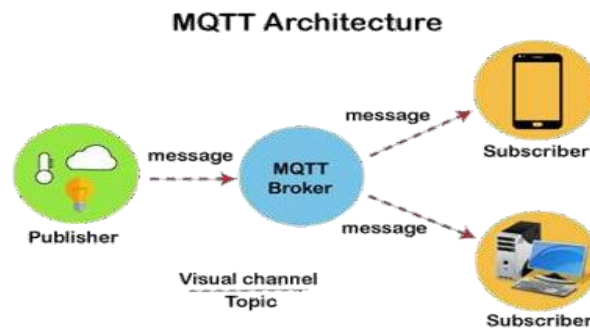 MQTT Architecture
message
Subscriber
message
MQTT
Broker
Publisher
message
Visual channel
Topic
Subscriber